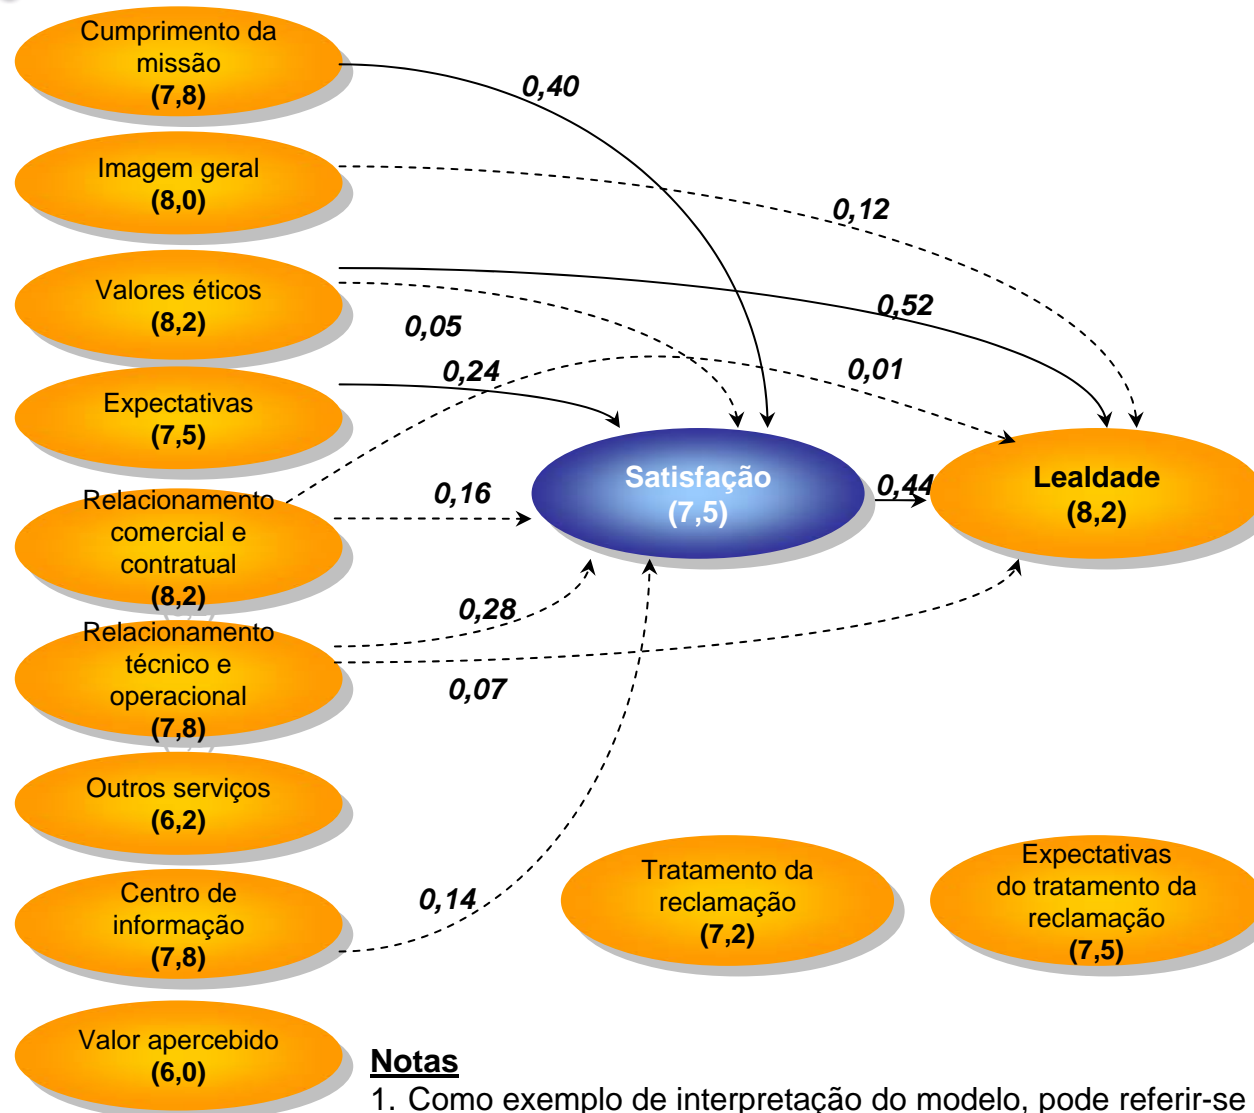 Cumprimento da
missão
(7,8)
0,40
Imagem geral
(8,0)
0,12
Valores éticos
(8,2)
0,52
0,05
0,24
0,01
Expectativas
(7,5)
Relacionamento
comercial e
contratual
(8,2)
0,16
Satisfação
(7,5)
0,44
Lealdade
(8,2)
0,28
Relacionamento
técnico e
operacional
(7,8)
0,07
Outros serviços
(6,2)
Centro de
informação
(7,8)
0,14
Tratamento da
reclamação
(7,2)
Expectativas
do tratamento da
reclamação
(7,5)
Valor apercebido
(6,0)
Notas
1. Como exemplo de interpretação do modelo, pode referir-se